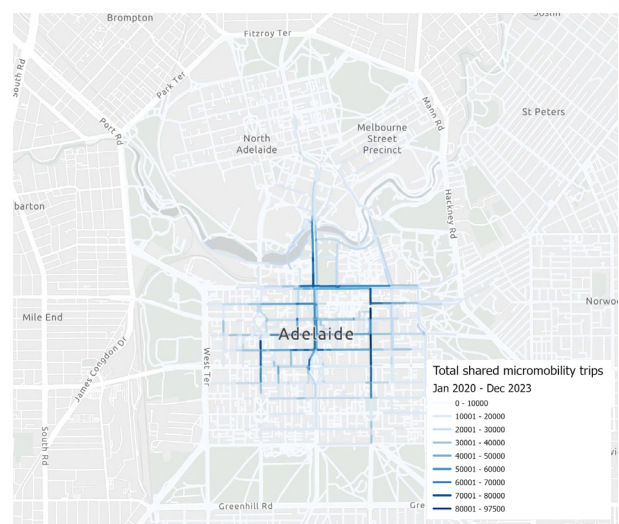 Brompton
Fitzroy Ter
South Rd
Park Ter
Port Rd
Mann Rd
St Peters
North
Adelaide
Melbourne
Street
Precinct
Hackney Rd
barton
Norwo
Mile End
Adelaide
James Congdon Dr
West Ter
South Rd
Greenhill Rd
Gre
Total shared micromobility trips
Jan 2020 - Dec 2023
0 - 10000
10001 - 20000
20001 - 30000
30001 - 40000
40001 - 50000
50001 - 60000
60001 - 70000
70001 - 80000
80001 - 97500